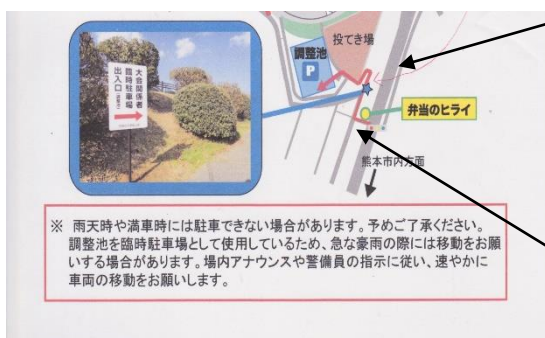 投てき場
調整池
P
大会関係者
臨時駐車場
出入口
弁当のヒライ
熊本市内方面
※ 雨天時や満車時には駐車できない場合があります。予めご了承ください。
調整池を臨時駐車場として使用しているため、急な豪雨の際には移動をお願
いする場合があります。場内アナウンスや警備員の指示に従い、速やかに
車両の移動をお願いします。